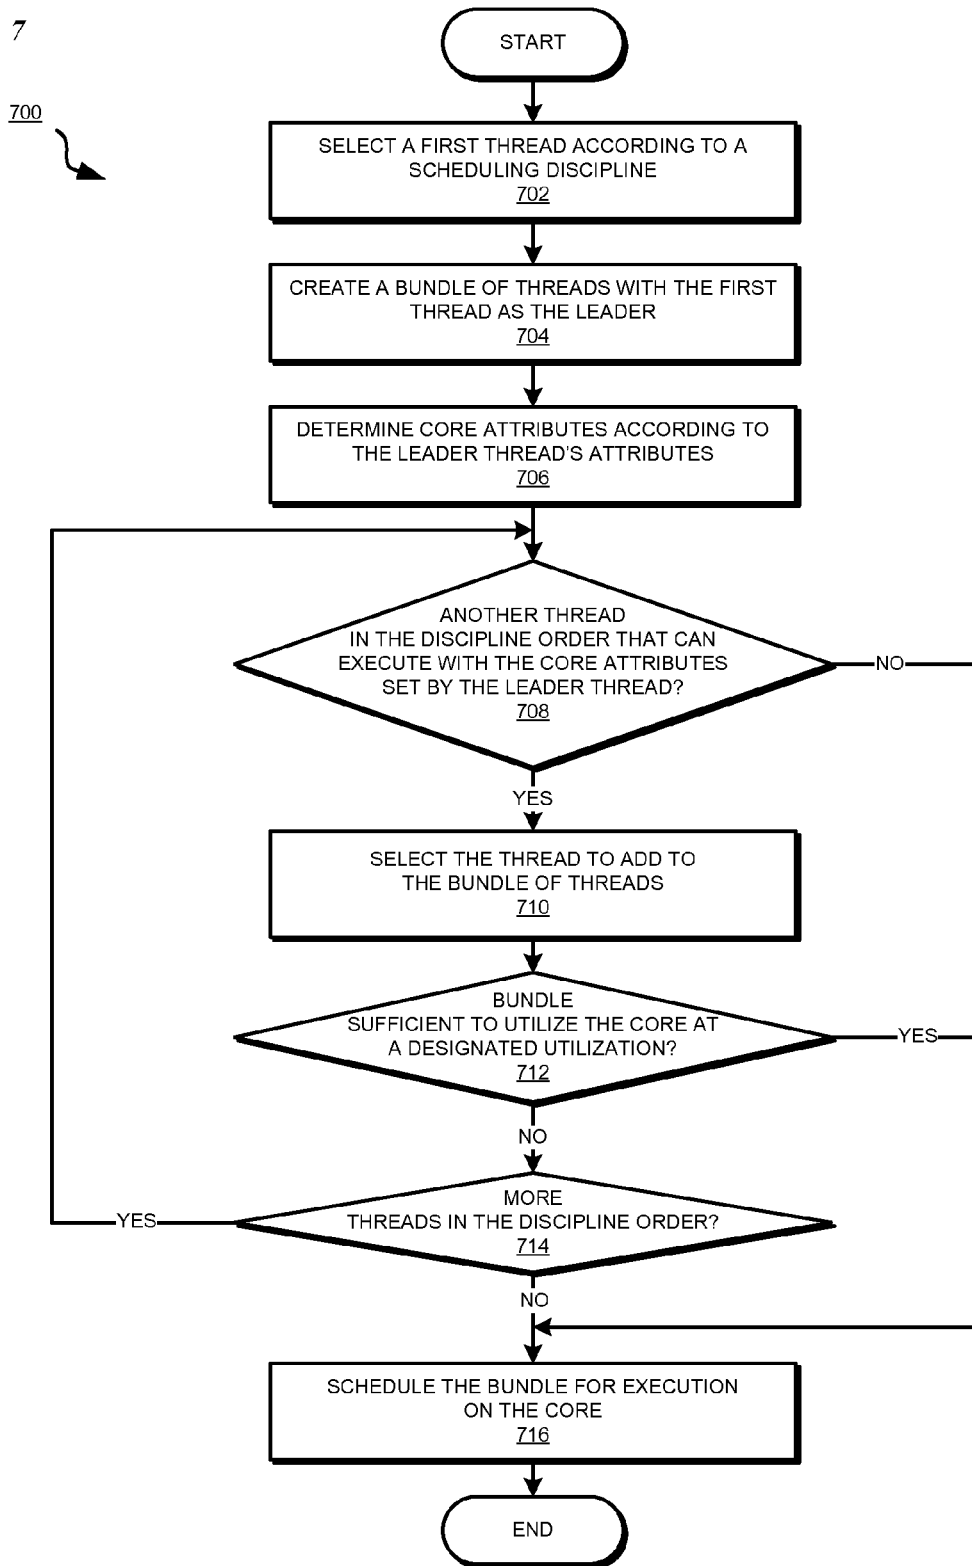 7
700
START
SELECT A FIRST THREAD ACCORDING TO A
SCHEDULING DISCIPLINE
702
CREATE A BUNDLE OF THREADS WITH THE FIRST
THREAD AS THE LEADER
704
DETERMINE CORE ATTRIBUTES ACCORDING TO
THE LEADER THREAD'S ATTRIBUTES
706
ANOTHER THREAD
IN THE DISCIPLINE ORDER THAT CAN
EXECUTE WITH THE CORE ATTRIBUTES
SET BY THE LEADER THREAD?
708
NO
YES
SELECT THE THREAD TO ADD TO
THE BUNDLE OF THREADS
710
BUNDLE
SUFFICIENT TO UTILIZE THE CORE AT
A DESIGNATED UTILIZATION?
712
YES
NO
MORE
THREADS IN THE DISCIPLINE ORDER?
714
YES
NO
SCHEDULE THE BUNDLE FOR EXECUTION
ON THE CORE
716
END